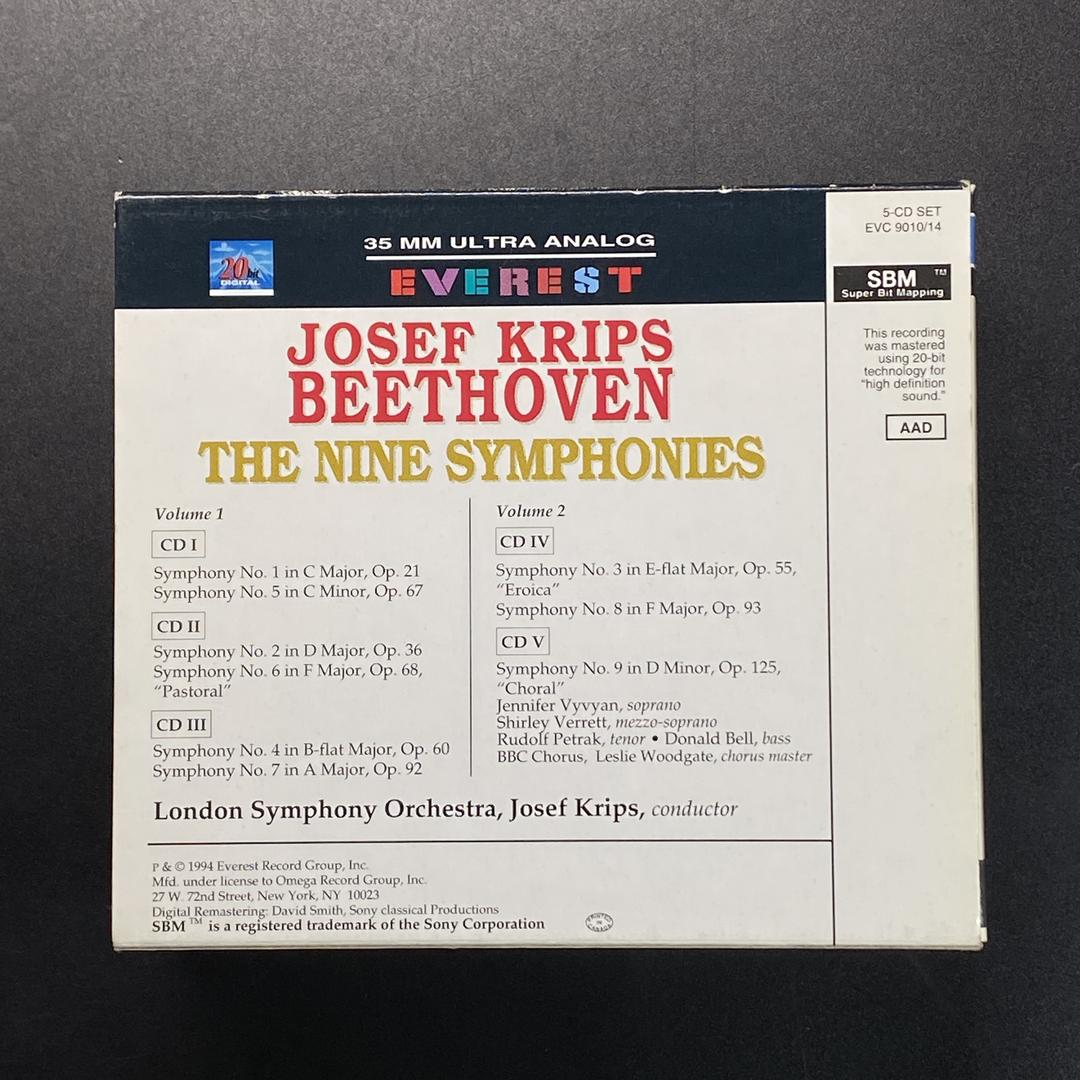 20bit
DIGITAL
35 MM ULTRA ANALOG
EVEREST
5-CD SET
EVC 9010/14
SBM™
Super Bit Mapping
This recording
was mastered
using 20-bit
technology for
"high definition
sound."
AAD
JOSEF KRIPS
BEETHOVEN
THE NINE SYMPHONIES
Volume 1
CD I
Symphony No. 1 in C Major, Op. 21
Symphony No. 5 in C Minor, Op. 67
CD II
Symphony No. 2 in D Major, Op. 36
Symphony No. 6 in F Major, Op. 68,
“Pastoral”
CD III
Symphony No. 4 in B-flat Major, Op. 60
Symphony No. 7 in A Major, Op. 92
Volume 2
CD IV
Symphony No. 3 in E-flat Major, Op. 55,
“Eroica”
Symphony No. 8 in F Major, Op. 93
CD V
Symphony No. 9 in D Minor, Op. 125,
“Choral”
Jennifer Vyvyan, soprano
Shirley Verrett, mezzo-soprano
Rudolf Petrak, tenor • Donald Bell, bass
BBC Chorus, Leslie Woodgate, chorus master
London Symphony Orchestra, Josef Krips, conductor
P & © 1994 Everest Record Group, Inc.
Mfd. under license to Omega Record Group, Inc.
27 W. 72nd Street, New York, NY 10023
Digital Remastering: David Smith, Sony classical Productions
SBM™ is a registered trademark of the Sony Corporation
PRINTED
IN
CANADA